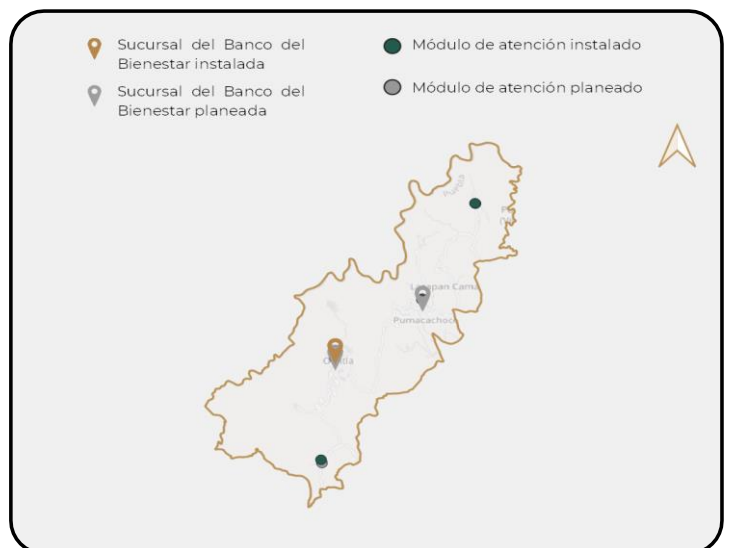 Sucursal del Banco del
Bienestar instalada
Sucursal del Banco del
Bienestar planeada
Módulo de atención instalado
Módulo de atención planeado
Pumacachoc